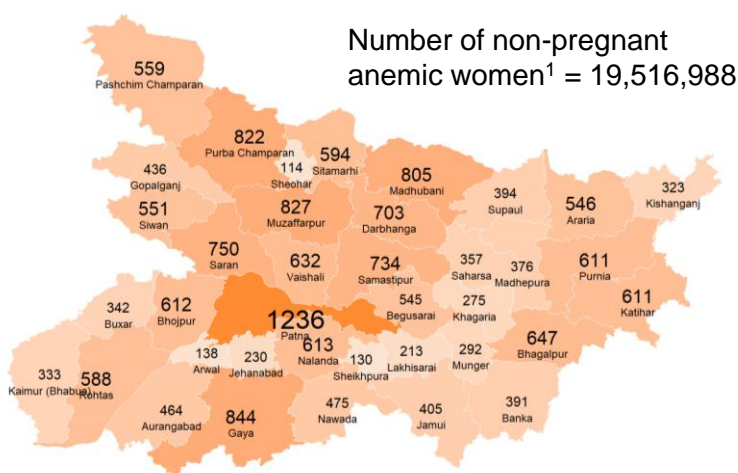 Number of non-pregnant
anemic women¹ = 19,516,988
559
Pashchim Champaran
822
Purba Champaran
594
Sitamarhi
114
Sheohar
805
Madhubani
436
Gopalganj
394
Supaul
546
Araria
323
Kishanganj
551
Siwan
827
Muzaffarpur
703
Darbhanga
750
Saran
632
Vaishali
734
Samastipur
357
Saharsa
376
Madhepura
611
Purnia
611
Katihar
342
Buxar
612
Bhojpur
1236
Patna
545
Begusarai
275
Khagaria
647
Bhagalpur
333
Kaimur (Bhabua)
588
Rohtas
138
Arwal
230
Jehanabad
613
Nalanda
130
Sheikhpura
213
Lakhisarai
292
Munger
464
Aurangabad
844
Gaya
475
Nawada
405
Jamui
391
Banka